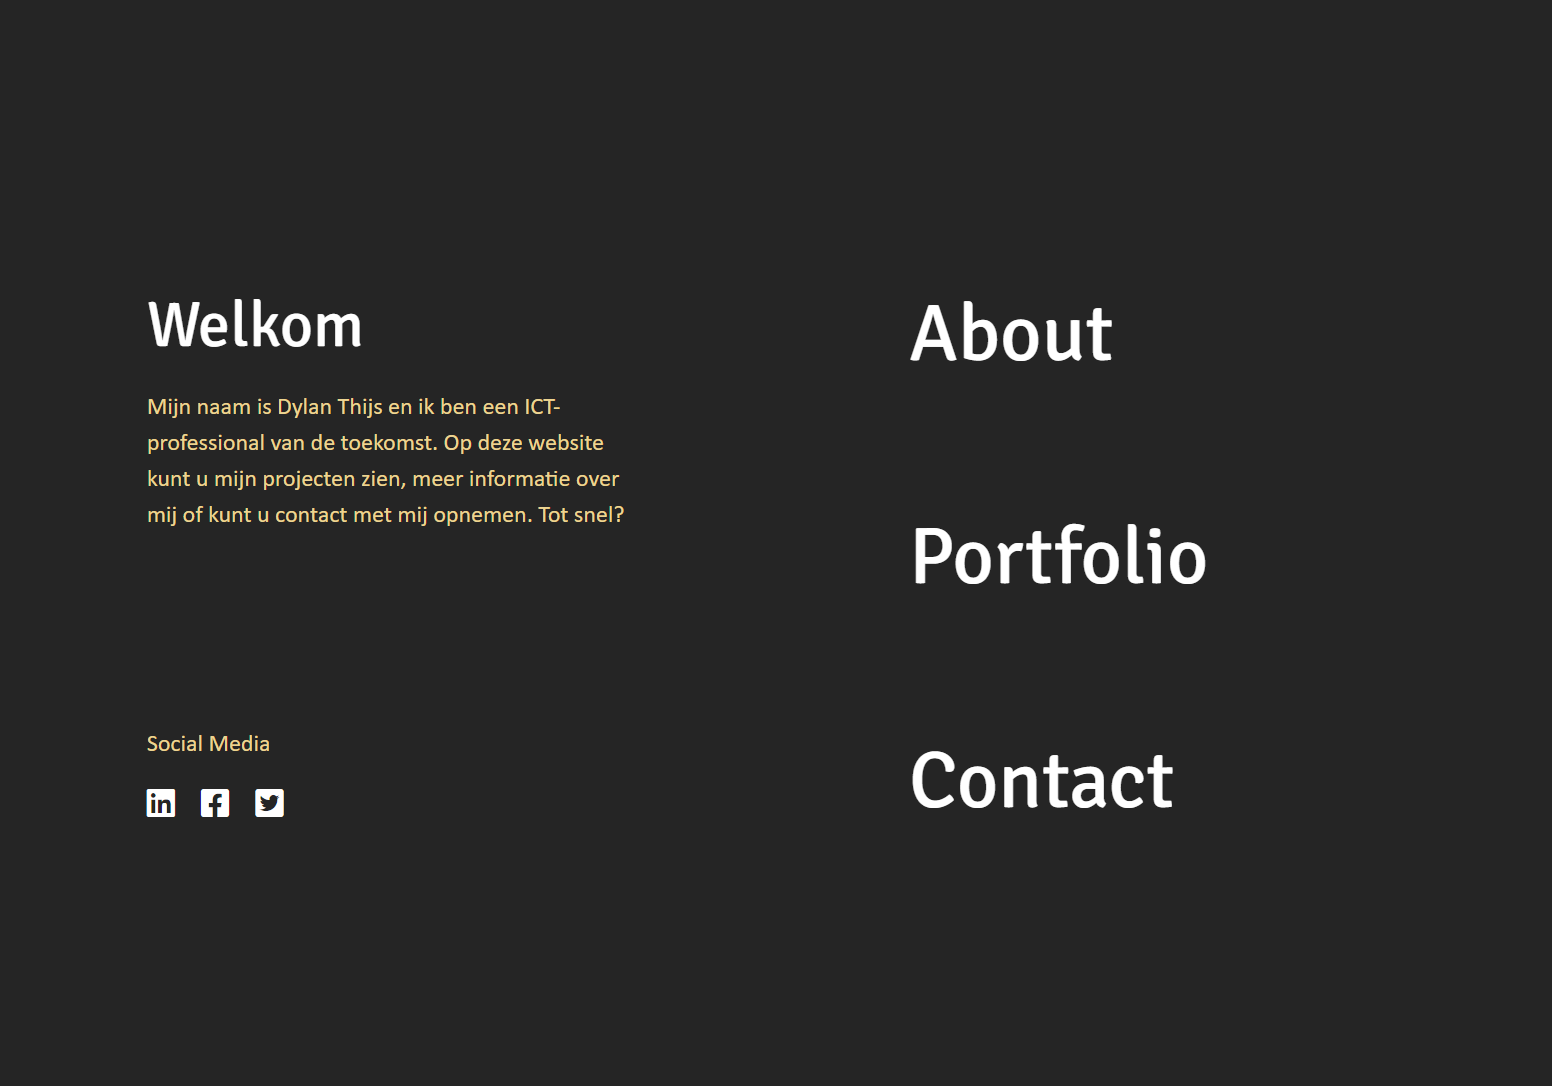 Welkom
Mijn naam is Dylan Thijs en ik ben een ICT-
professional van de toekomst. Op deze website
kunt u mijn projecten zien, meer informatie over
mij of kunt u contact met mij opnemen. Tot snel?
Social Media
in f
About
Portfolio
Contact